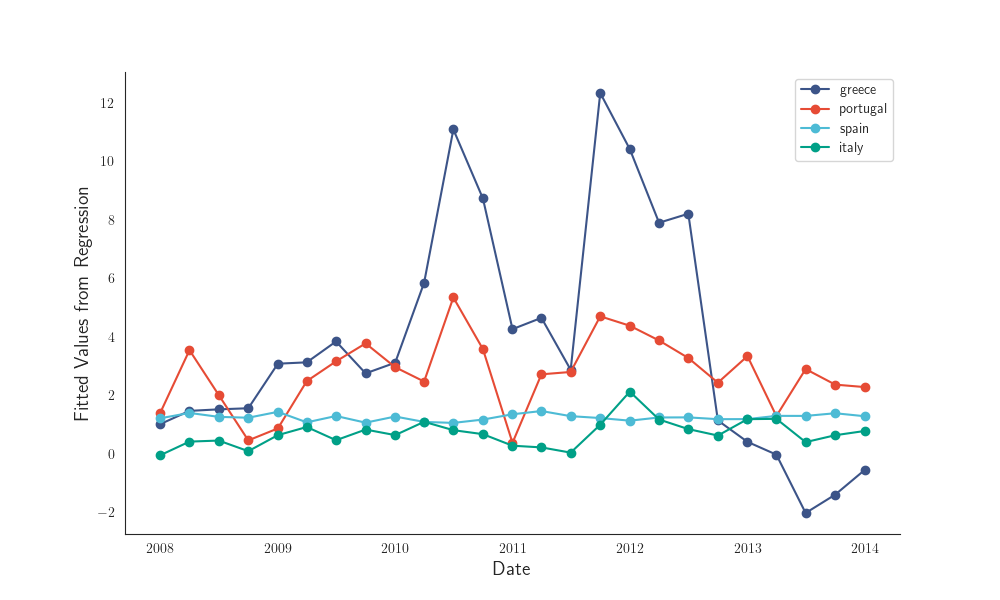 greece
portugal
spain
italy
Fitted Values from Regression
12
10
8
6
4
2
0
−2
2008 2009 2010 2011 2012 2013 2014
Date